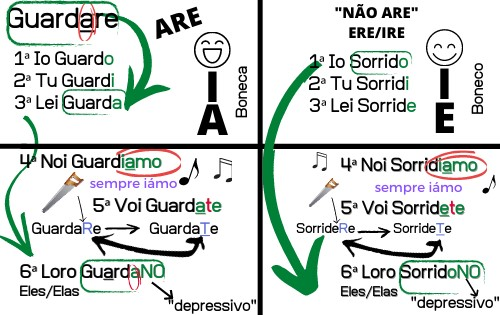 Guardare
ARE
1ª Io Guardo
2ª Tu Guardi
3ª Lei Guarda
I
A
Boneca
"NÃO ARE"
ERE/IRE
1ª Io Sorrido
2ª Tu Sorridi
3ª Lei Sorride
I
E
Boneco
4ª Noi Guardiamo
sempre iámo
5ª Voi Guardate
GuardaRe
GuardaTe
6ª Loro GuardaNO
Eles/Elas
"depressivo"
4ª Noi Sorridiamo
sempre iámo
5ª Voi Sorridete
SorrideRe
SorrideTe
6ª Loro SorridoNO
Eles/Elas
"depressivo"